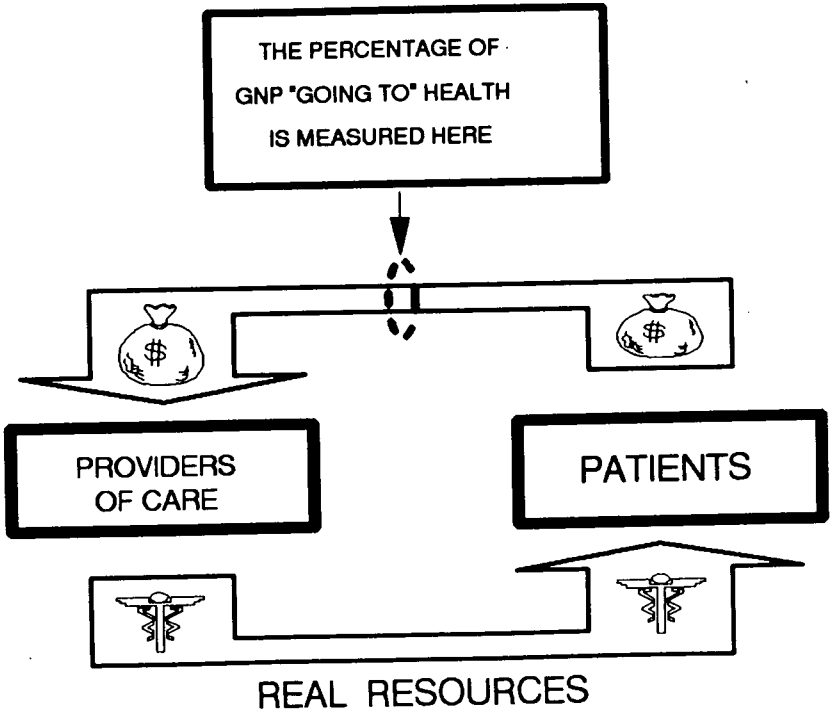 THE PERCENTAGE OF
GNP "GOING TO" HEALTH
IS MEASURED HERE
$
$
PROVIDERS
OF CARE
PATIENTS
REAL RESOURCES